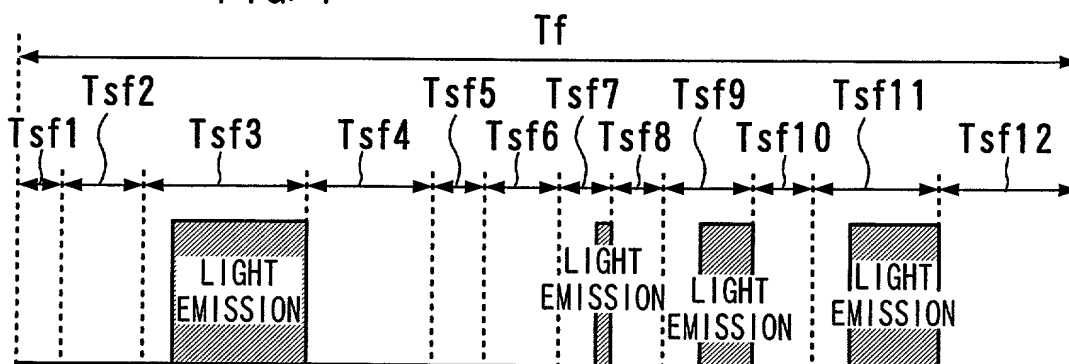 Tf
Tsf2 Tsf5 Tsf7 Tsf9 Tsf11
Tsf1 Tsf3 Tsf4 Tsf6 Tsf8 Tsf10 Tsf12
LIGHT
EMISSION
LIGHT
EMISSION
LIGHT
EMISSION
LIGHT
EMISSION